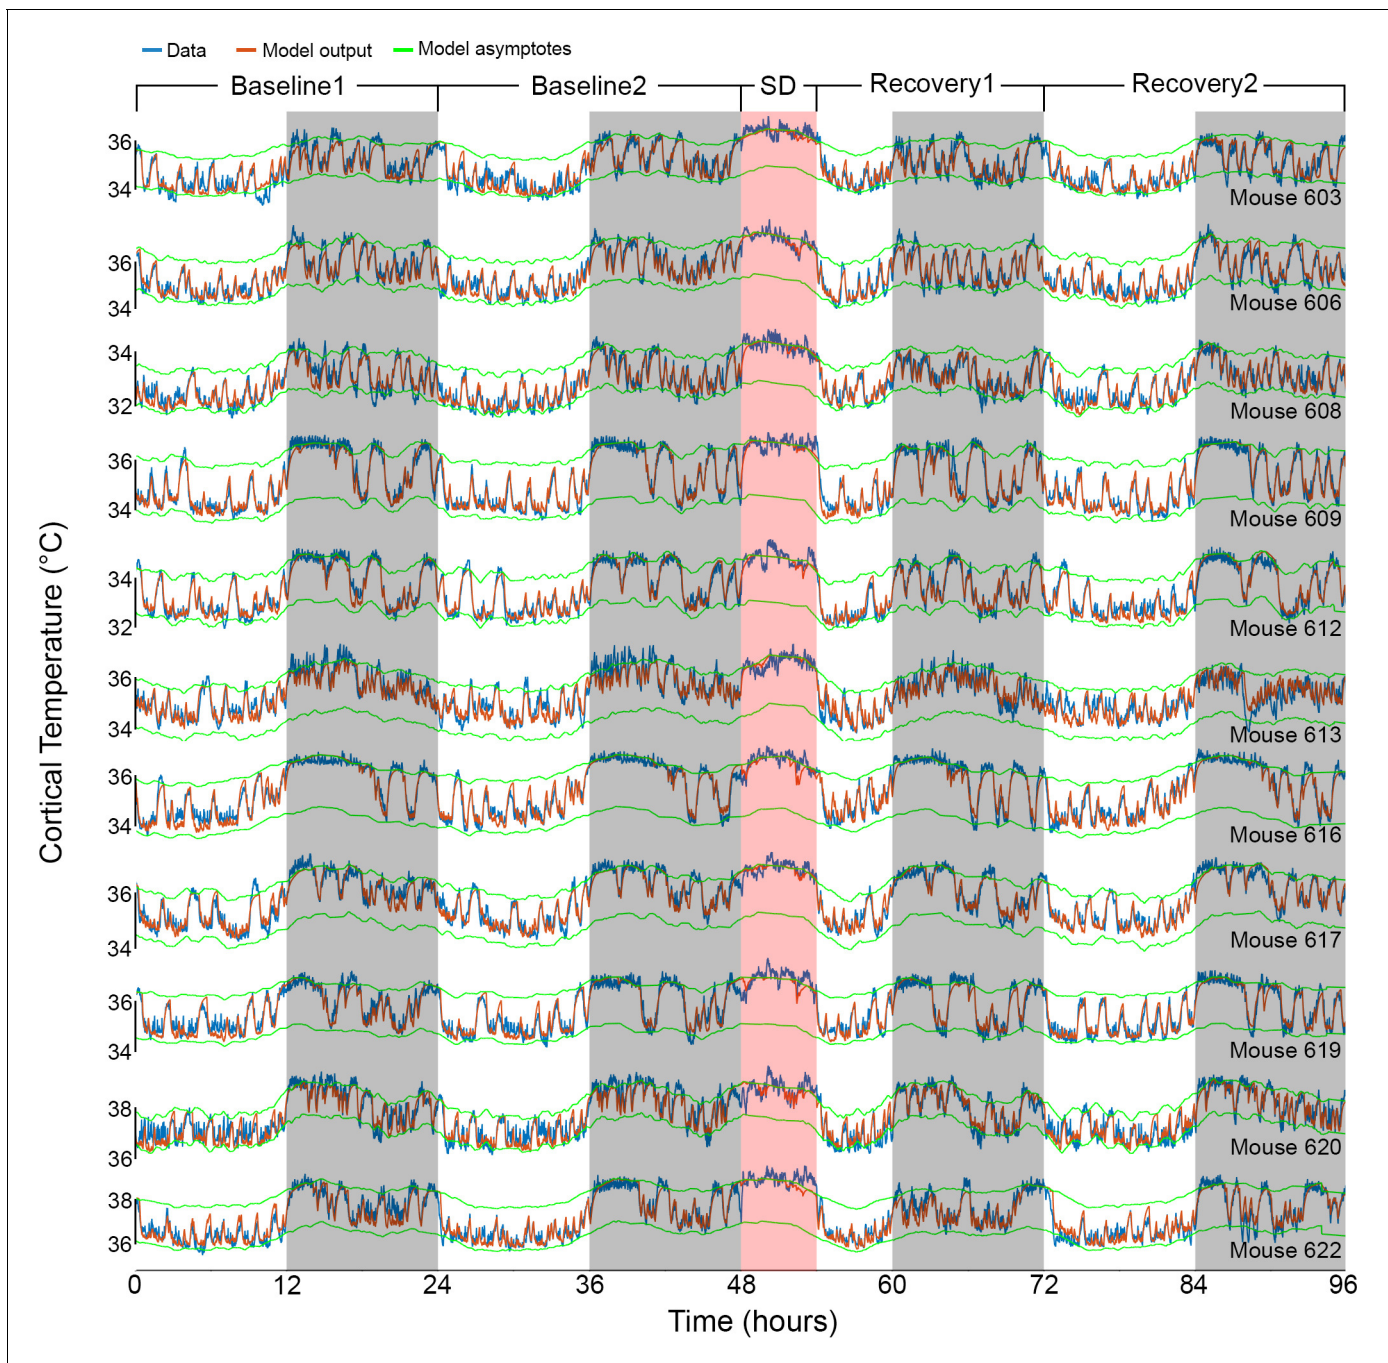 Data Model output Model asymptotes
Baseline1 Baseline2 SD Recovery1 Recovery2
36
34
Mouse 603
36
34
Mouse 606
34
32
Mouse 608
36
34
Mouse 609
34
32
Mouse 612
36
34
Mouse 613
36
34
Mouse 616
36
34
Mouse 617
36
34
Mouse 619
38
36
Mouse 620
38
36
Mouse 622
Cortical Temperature (°C)
0 12 24 36 48 60 72 84 96
Time (hours)